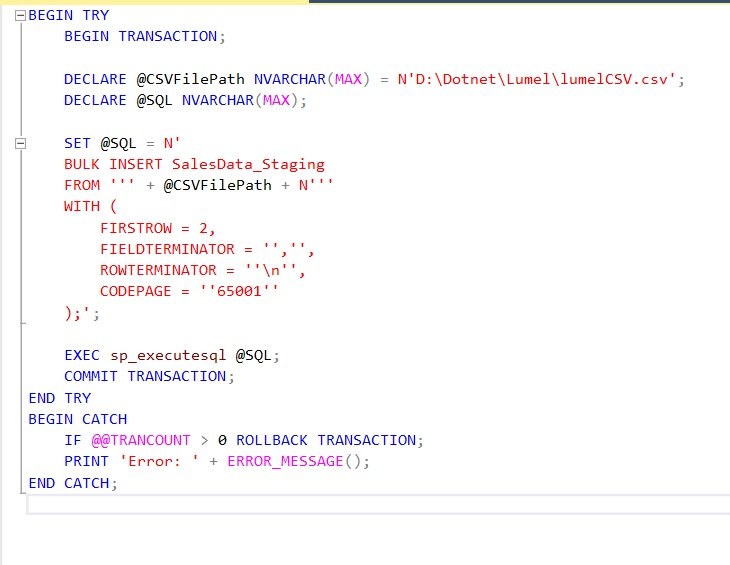 BEGIN TRY
BEGIN TRANSACTION;
DECLARE @CSVFilePath NVARCHAR(MAX) = N'D:\Dotnet\Lumel\lumelCSV.csv';
DECLARE @SQL NVARCHAR(MAX);
SET @SQL = N'
BULK INSERT SalesData_Staging
FROM ''' + @CSVFilePath + N'''
WITH (
FIRSTROW = 2,
FIELDTERMINATOR = '','',
ROWTERMINATOR = ''\n'',
CODEPAGE = ''65001''
);';
EXEC sp_executesql @SQL;
COMMIT TRANSACTION;
END TRY
BEGIN CATCH
IF @@TRANCOUNT > 0 ROLLBACK TRANSACTION;
PRINT 'Error: ' + ERROR_MESSAGE();
END CATCH;